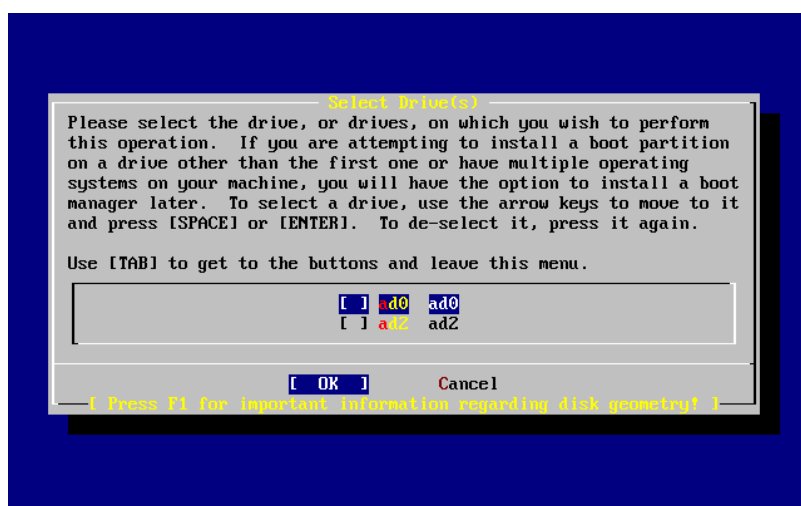 Select Drive(s)
Please select the drive, or drives, on which you wish to perform
this operation.  If you are attempting to install a boot partition
on a drive other than the first one or have multiple operating
systems on your machine, you will have the option to install a boot
manager later.  To select a drive, use the arrow keys to move to it
and press [SPACE] or [ENTER].  To de-select it, press it again.
Use [TAB] to get to the buttons and leave this menu.
[ ] ad0  ad0
[ ] ad2  ad2
[  OK  ]  Cancel
[ Press F1 for important information regarding disk geometry! ]